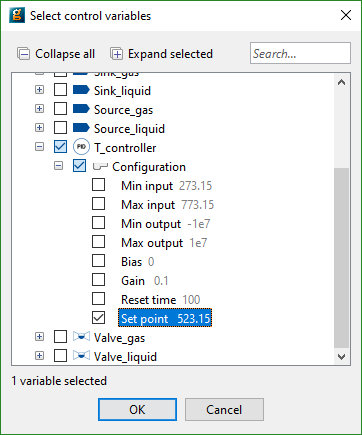 Select control variables
Collapse all Expand selected Search...
Sink_gas
Sink_liquid
Source_gas
Source_liquid
PID T_controller
Configuration
Min input 273.15
Max input 773.15
Min output -1e7
Max output 1e7
Bias 0
Gain 0.1
Reset time 100
Set point 523.15
Valve_gas
Valve_liquid
1 variable selected
OK Cancel